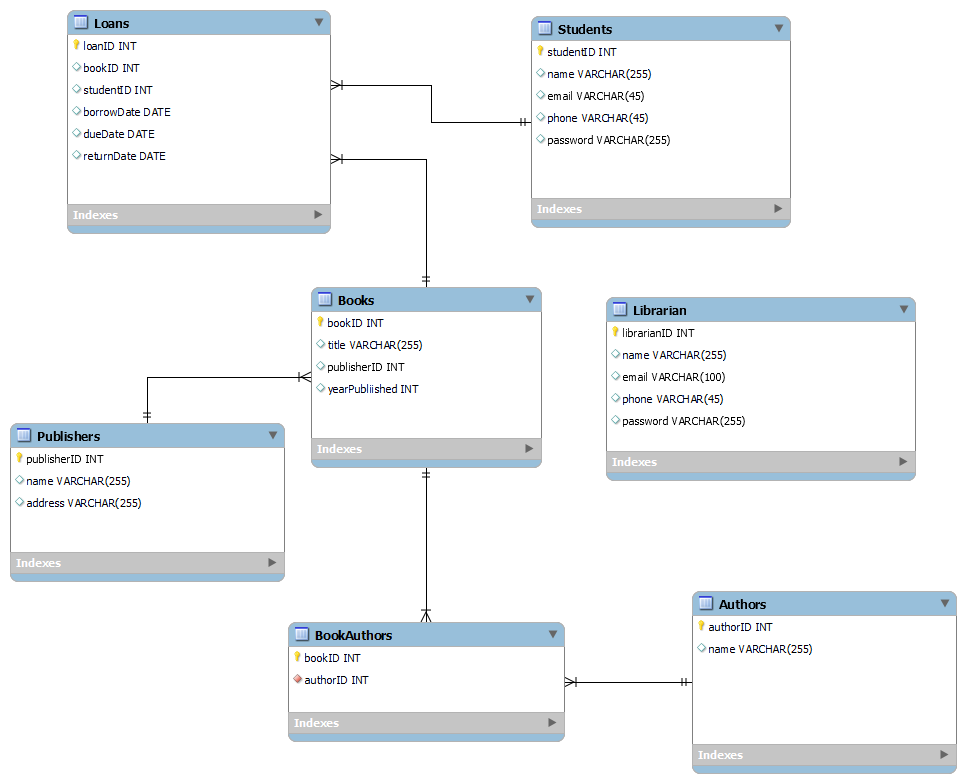 Loans
loanID INT
bookID INT
studentID INT
borrowDate DATE
dueDate DATE
returnDate DATE
Indexes
Students
studentID INT
name VARCHAR(255)
email VARCHAR(45)
phone VARCHAR(45)
password VARCHAR(255)
Indexes
Books
bookID INT
title VARCHAR(255)
publisherID INT
yearPubliished INT
Indexes
Librarian
librarianID INT
name VARCHAR(255)
email VARCHAR(100)
phone VARCHAR(45)
password VARCHAR(255)
Indexes
Publishers
publisherID INT
name VARCHAR(255)
address VARCHAR(255)
Indexes
BookAuthors
bookID INT
authorID INT
Indexes
Authors
authorID INT
name VARCHAR(255)
Indexes